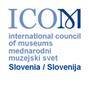 ICOM
international council
of museums
mednarodni
muzejski svet
Slovenia / Slovenija